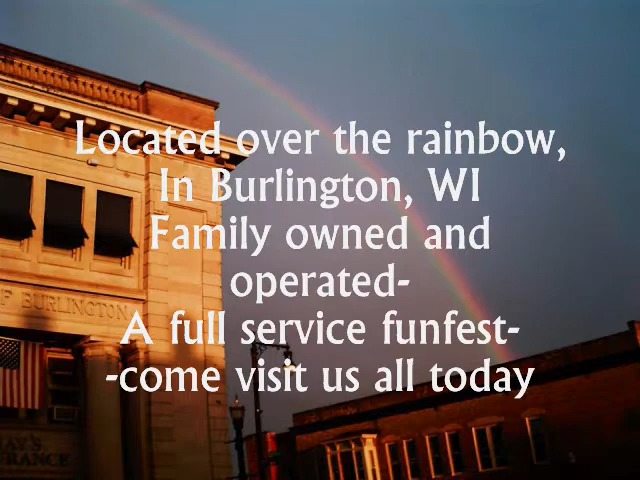 Located over the rainbow,
In Burlington, WI
Family owned and
operated-
A full service funfest-
-come visit us all today
F BURLINGTON